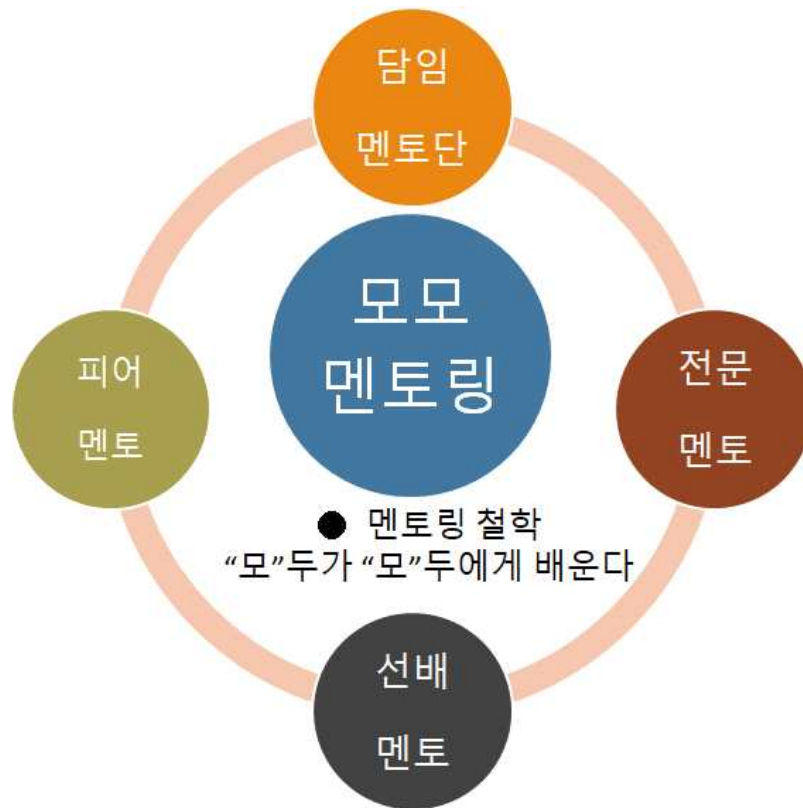 담임
멘토단
모모
멘토링
피어
멘토
전문
멘토
● 멘토링 철학
“모”두가 “모”두에게 배운다
선배
멘토